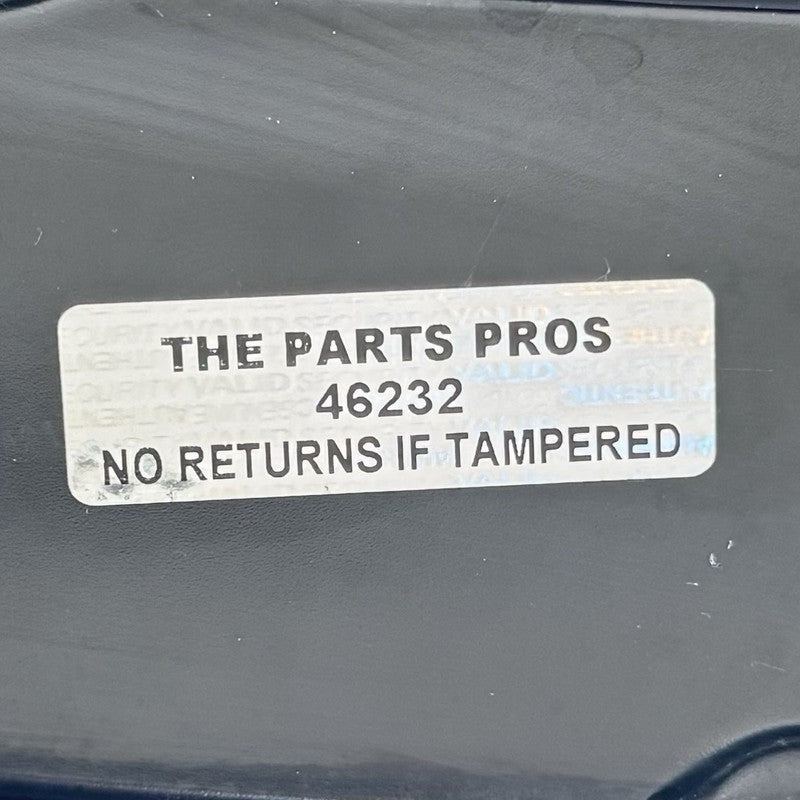 THE PARTS PROS
46232
NO RETURNS IF TAMPERED